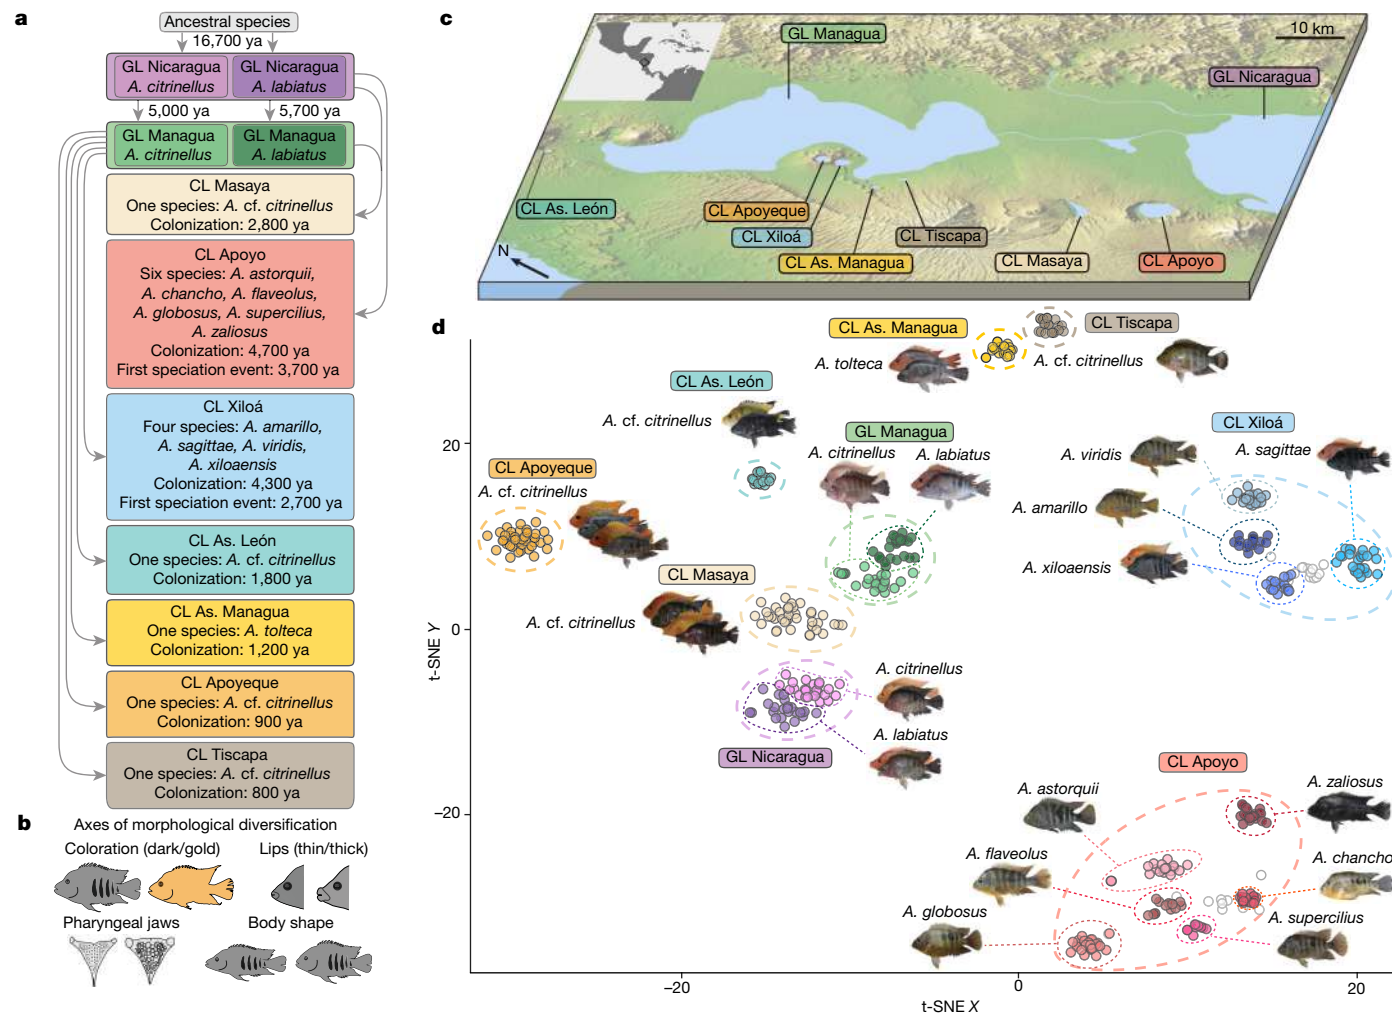 a
Ancestral species
16,700 ya
GL Nicaragua
A. citrinellus
GL Nicaragua
A. labiatus
5,000 ya
5,700 ya
GL Managua
A. citrinellus
GL Managua
A. labiatus
CL Masaya
One species: A. cf. citrinellus
Colonization: 2,800 ya
CL Apoyo
Six species: A. astorquii,
A. chancho, A. flaveolus,
A. globosus, A. supercilius,
A. zaliosus
Colonization: 4,700 ya
First speciation event: 3,700 ya
CL Xiloá
Four species: A. amarillo,
A. sagittae, A. viridis,
A. xiloaensis
Colonization: 4,300 ya
First speciation event: 2,700 ya
CL As. León
One species: A. cf. citrinellus
Colonization: 1,800 ya
CL As. Managua
One species: A. tolteca
Colonization: 1,200 ya
CL Apoyeque
One species: A. cf. citrinellus
Colonization: 900 ya
CL Tiscapa
One species: A. cf. citrinellus
Colonization: 800 ya
b
Axes of morphological diversification
Coloration (dark/gold)
Lips (thin/thick)
Pharyngeal jaws
Body shape
c
10 km
GL Managua
GL Nicaragua
CL As. León
CL Apoyeque
CL Xiloá
CL Tiscapa
CL As. Managua
CL Masaya
CL Apoyo
N
d
CL As. Managua
A. tolteca
CL Tiscapa
A. cf. citrinellus
CL As. León
A. cf. citrinellus
GL Managua
A. citrinellus
A. labiatus
CL Xiloá
A. viridis
A. sagittae
A. amarillo
A. xiloaensis
CL Apoyeque
A. cf. citrinellus
CL Masaya
A. cf. citrinellus
A. citrinellus
A. labiatus
GL Nicaragua
CL Apoyo
A. astorquii
A. zaliosus
A. flaveolus
A. chancho
A. globosus
A. supercilius
t-SNE Y
20
0
−20
−20
0
20
t-SNE X